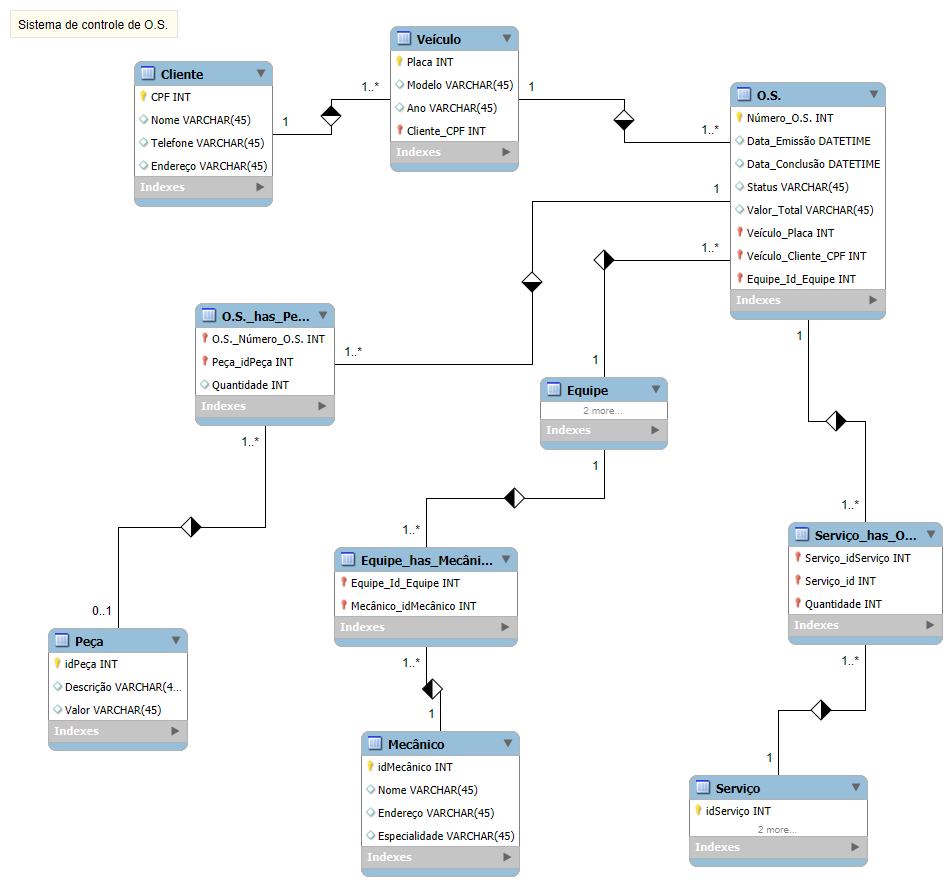 Sistema de controle de O.S.
Veículo
Placa INT
Modelo VARCHAR(45)
Ano VARCHAR(45)
Cliente_CPF INT
Indexes
Cliente
CPF INT
Nome VARCHAR(45)
Telefone VARCHAR(45)
Endereço VARCHAR(45)
Indexes
1
1..*
1
1..*
O.S.
Número_O.S. INT
Data_Emissão DATETIME
Data_Conclusão DATETIME
Status VARCHAR(45)
Valor_Total VARCHAR(45)
Veículo_Placa INT
Veículo_Cliente_CPF INT
Equipe_Id_Equipe INT
Indexes
1
1..*
1
O.S._has_Pe...
O.S._Número_O.S. INT
Peça_idPeça INT
Quantidade INT
Indexes
1..*
1..*
1
Equipe
2 more...
Indexes
1
1..*
1..*
Equipe_has_Mecâni...
Equipe_Id_Equipe INT
Mecânico_idMecânico INT
Indexes
1..*
1
Serviço_has_O...
Serviço_idServiço INT
Serviço_id INT
Quantidade INT
Indexes
1..*
1
0..1
Peça
idPeça INT
Descrição VARCHAR(4...
Valor VARCHAR(45)
Indexes
Mecânico
idMecânico INT
Nome VARCHAR(45)
Endereço VARCHAR(45)
Especialidade VARCHAR(45)
Indexes
Serviço
idServiço INT
2 more...
Indexes